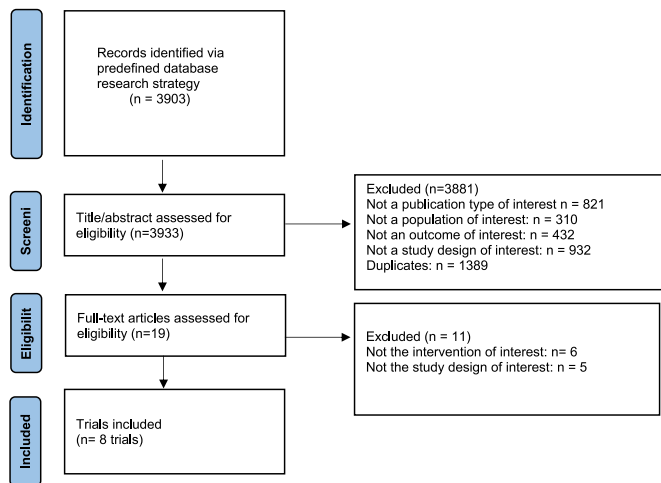 Identification
Records identified via
predefined database
research strategy
(n = 3903)
Screeni
Title/abstract assessed for
eligibility (n=3933)
Excluded (n=3881)
Not a publication type of interest n = 821
Not a population of interest: n = 310
Not an outcome of interest: n = 432
Not a study design of interest: n = 932
Duplicates: n = 1389
Eligibilit
Full-text articles assessed for
eligibility (n=19)
Excluded (n = 11)
Not the intervention of interest: n= 6
Not the study design of interest: n = 5
Included
Trials included
(n= 8 trials)